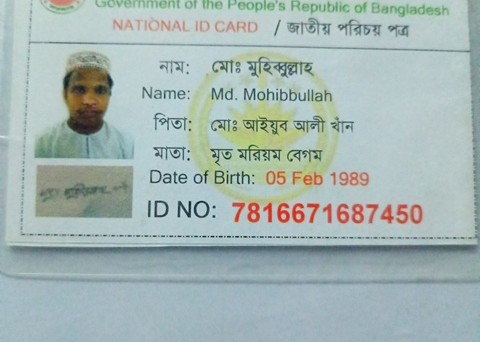 Government of the People's Republic of Bangladesh
NATIONAL ID CARD / জাতীয় পরিচয় পত্র
নাম: মোঃ মুহিব্বুল্লাহ
Name: Md. Mohibbullah
পিতা: মোঃ আইয়ুব আলী খাঁন
মাতা: মৃত মরিয়ম বেগম
Date of Birth: 05 Feb 1989
ID NO: 7816671687450